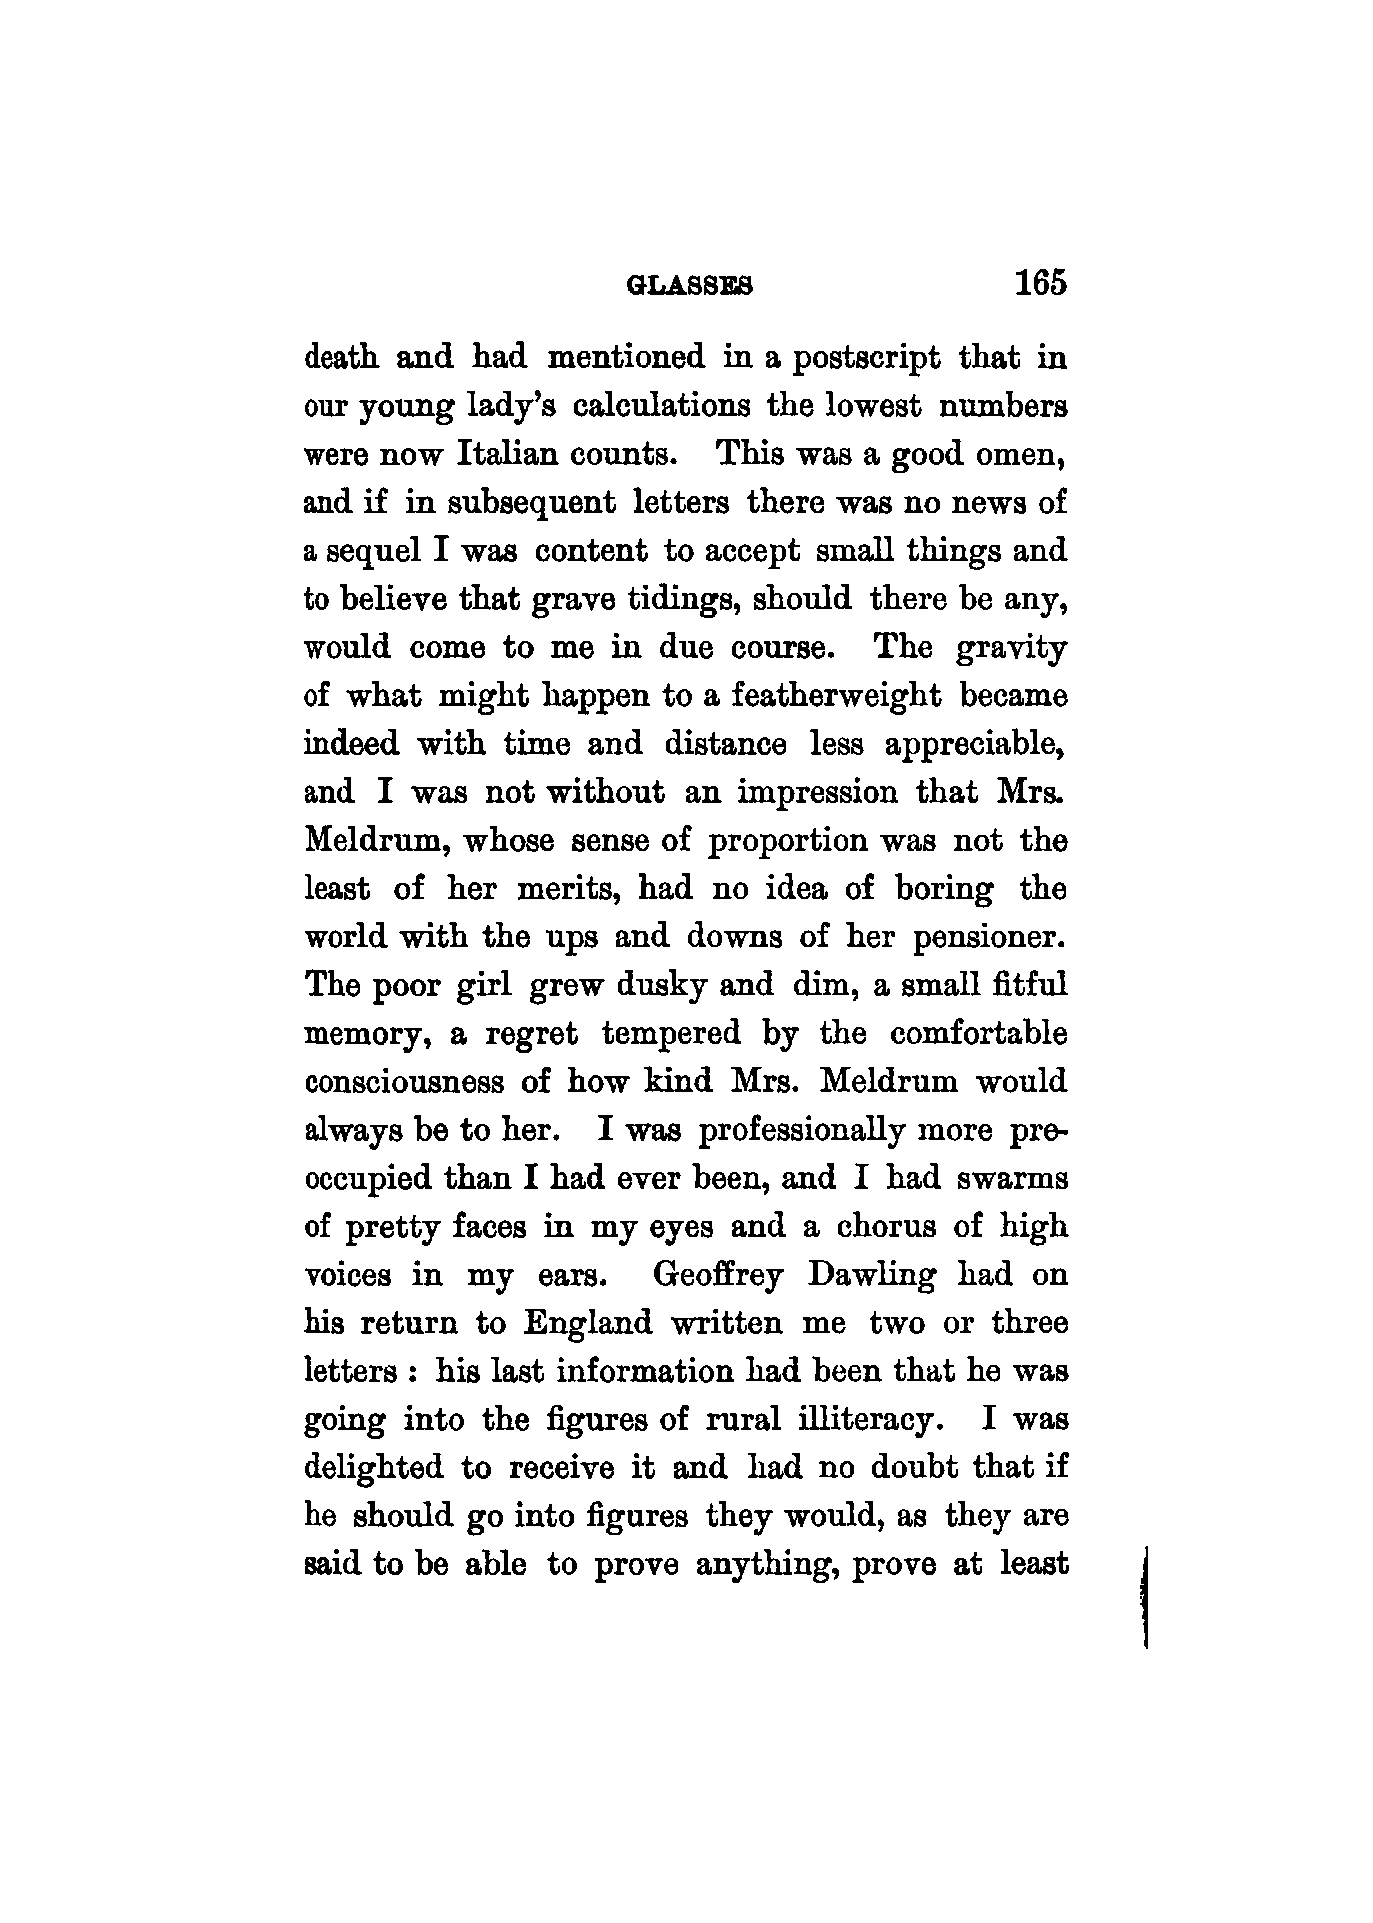 GLASSES 165
death and had mentioned in a postscript that in
our young lady's calculations the lowest numbers
were now Italian counts. This was a good omen,
and if in subsequent letters there was no news of
a sequel I was content to accept small things and
to believe that grave tidings, should there be any,
would come to me in due course. The gravity
of what might happen to a featherweight became
indeed with time and distance less appreciable,
and I was not without an impression that Mrs.
Meldrum, whose sense of proportion was not the
least of her merits, had no idea of boring the
world with the ups and downs of her pensioner.
The poor girl grew dusky and dim, a small fitful
memory, a regret tempered by the comfortable
consciousness of how kind Mrs. Meldrum would
always be to her. I was professionally more pre-
occupied than I had ever been, and I had swarms
of pretty faces in my eyes and a chorus of high
voices in my ears. Geoffrey Dawling had on
his return to England written me two or three
letters : his last information had been that he was
going into the figures of rural illiteracy. I was
delighted to receive it and had no doubt that if
he should go into figures they would, as they are
said to be able to prove anything, prove at least